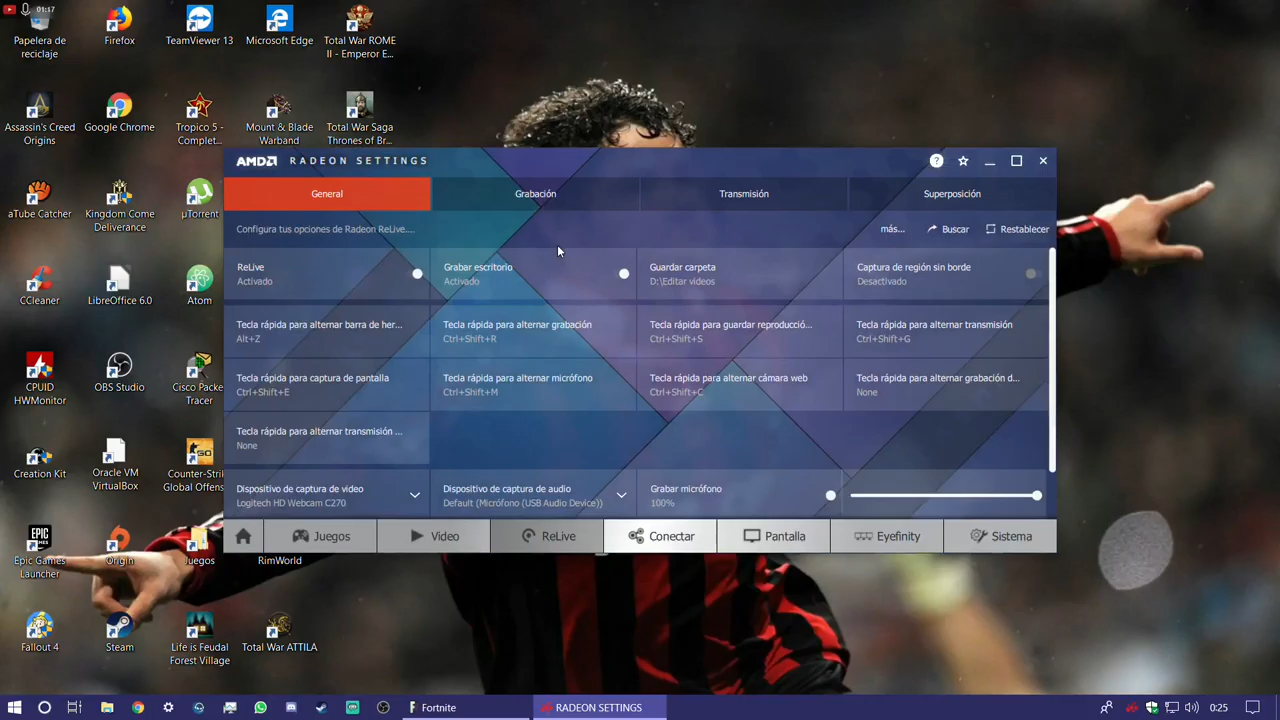 01:17
Papelera de
reciclaje
Firefox
TeamViewer 13
Microsoft Edge
Total War ROME
II - Emperor E...
Assassin's Creed
Origins
Google Chrome
Tropico 5 -
Complet...
Mount & Blade
Warband
Total War Saga
Thrones of Br...
aTube Catcher
Kingdom Come
Deliverance
µTorrent
CCleaner
LibreOffice 6.0
Atom
CPUID
HWMonitor
OBS Studio
Cisco Packe
Tracer
Creation Kit
Oracle VM
VirtualBox
Counter-Strik
Global Offens
Epic Games
Launcher
Origin
Juegos
RimWorld
Fallout 4
Steam
Life is Feudal
Forest Village
Total War ATTILA
AMD RADEON SETTINGS
General
Grabación
Transmisión
Superposición
Configura tus opciones de Radeon ReLive....
más...
Buscar
Restablecer
ReLive
Activado
Grabar escritorio
Activado
Guardar carpeta
D:\Editar videos
Captura de región sin borde
Desactivado
Tecla rápida para alternar barra de her...
Alt+Z
Tecla rápida para alternar grabación
Ctrl+Shift+R
Tecla rápida para guardar reproducció...
Ctrl+Shift+S
Tecla rápida para alternar transmisión
Ctrl+Shift+G
Tecla rápida para captura de pantalla
Ctrl+Shift+E
Tecla rápida para alternar micrófono
Ctrl+Shift+M
Tecla rápida para alternar cámara web
Ctrl+Shift+C
Tecla rápida para alternar grabación d...
None
Tecla rápida para alternar transmisión ...
None
Dispositivo de captura de video
Logitech HD Webcam C270
Dispositivo de captura de audio
Default (Micrófono (USB Audio Device))
Grabar micrófono
100%
Juegos
Video
ReLive
Conectar
Pantalla
Eyefinity
Sistema
Fortnite
RADEON SETTINGS
0:25